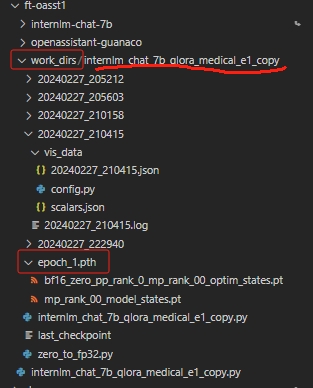 ft-oasst1
internlm-chat-7b
openassistant-guanaco
work_dirs/internlm_chat_7b_qlora_medical_e1_copy
20240227_205212
20240227_205603
20240227_210158
20240227_210415
vis_data
{} 20240227_210415.json
config.py
{} scalars.json
20240227_210415.log
20240227_222940
epoch_1.pth
bf16_zero_pp_rank_0_mp_rank_00_optim_states.pt
mp_rank_00_model_states.pt
internlm_chat_7b_qlora_medical_e1_copy.py
last_checkpoint
zero_to_fp32.py
internlm_chat_7b_qlora_medical_e1_copy.py